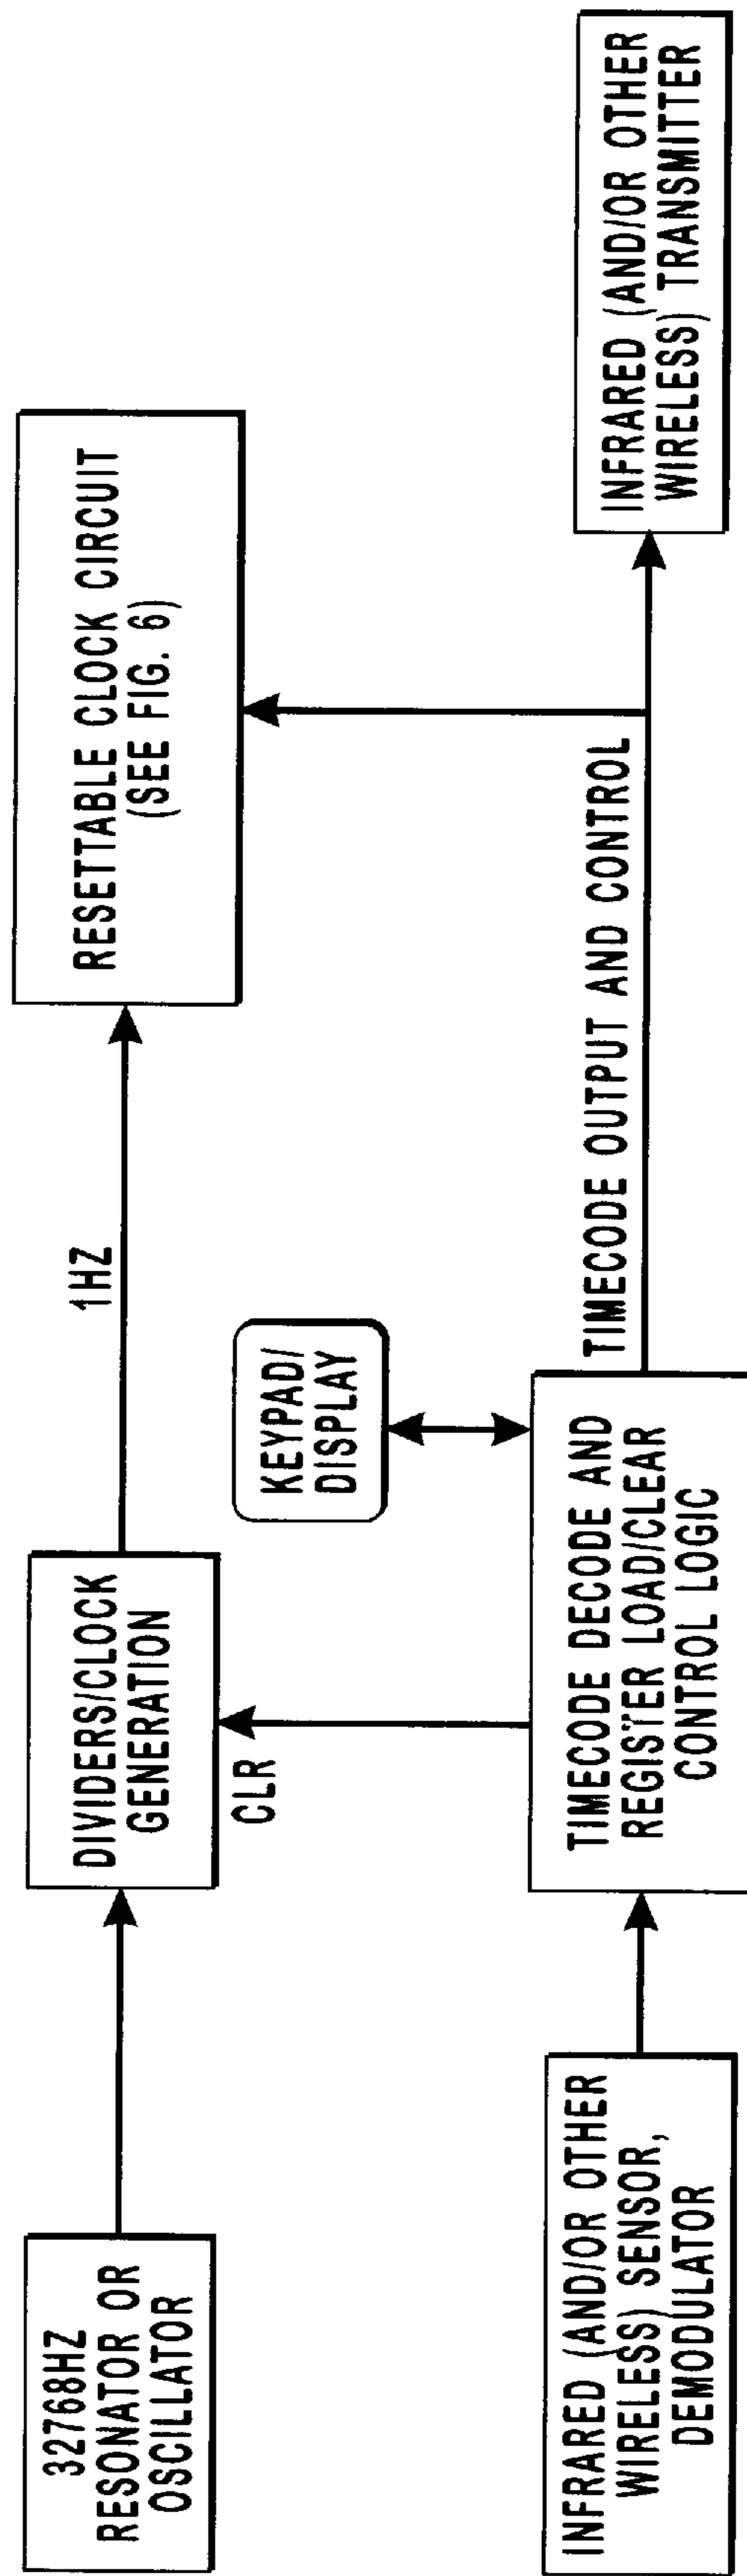 32768HZ
RESONATOR OR
OSCILLATOR
DIVIDERS/CLOCK
GENERATION
1HZ
RESETTABLE CLOCK CIRCUIT
(SEE FIG. 6)
CLR
KEYPAD/
DISPLAY
INFRARED (AND/OR OTHER
WIRELESS) SENSOR,
DEMODULATOR
TIMECODE DECODE AND
REGISTER LOAD/CLEAR
CONTROL LOGIC
TIMECODE OUTPUT AND CONTROL
INFRARED (AND/OR OTHER
WIRELESS) TRANSMITTER